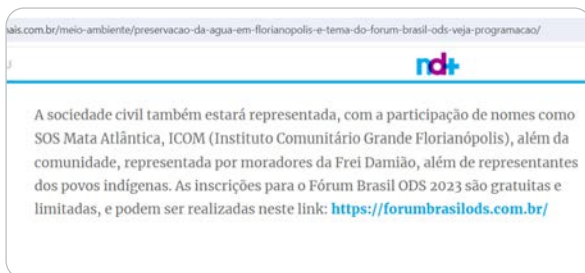 ais.com.br/meio-ambiente/preservacao-da-agua-em-florianopolis-e-tema-do-forum-brasil-ods-veja-programacao/
nd+
A sociedade civil também estará representada, com a participação de nomes como
SOS Mata Atlântica, ICOM (Instituto Comunitário Grande Florianópolis), além da
comunidade, representada por moradores da Frei Damião, além de representantes
dos povos indígenas. As inscrições para o Fórum Brasil ODS 2023 são gratuitas e
limitadas, e podem ser realizadas neste link: https://forumbrasilods.com.br/